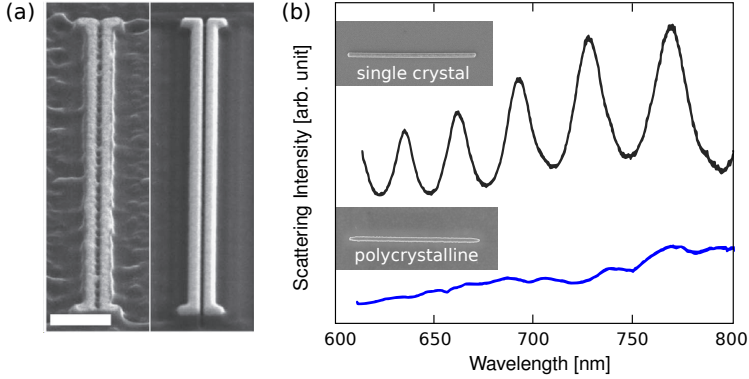 (a)
(b)
Scattering Intensity [arb. unit]
single crystal
polycrystalline
600 650 700 750 800
Wavelength [nm]